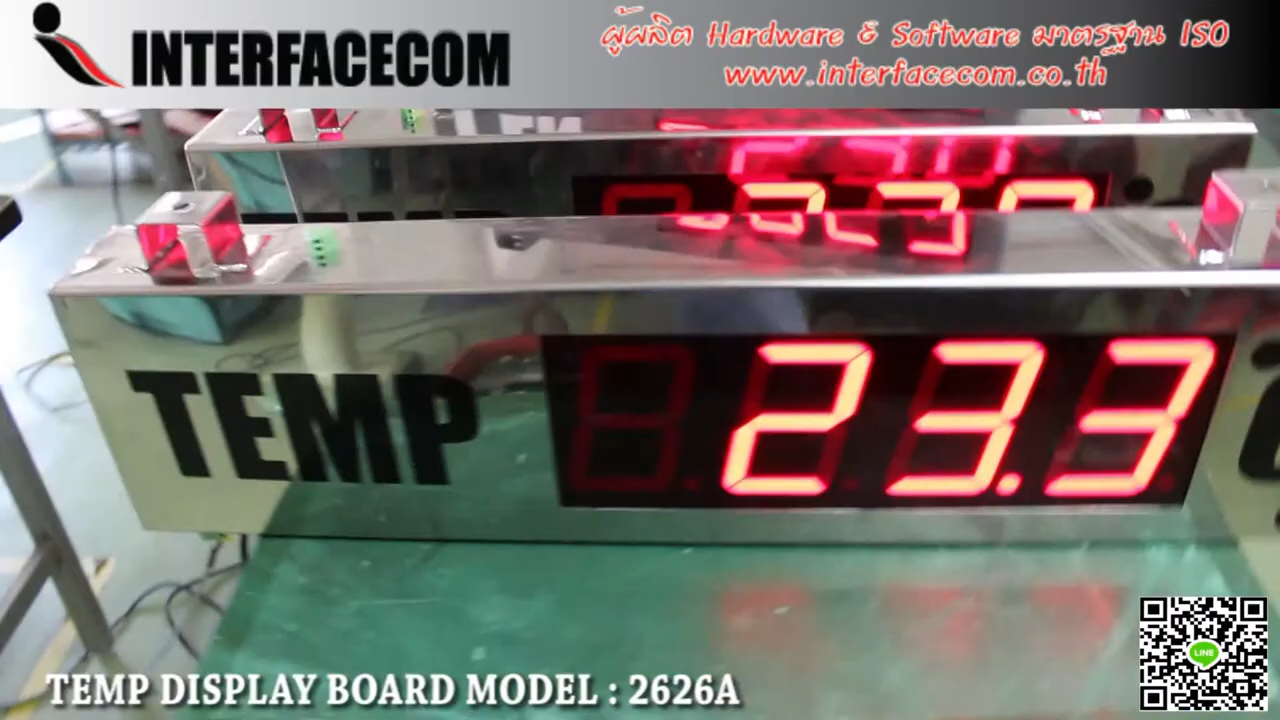 INTERFACECOM
ผู้ผลิต Hardware & Software มาตรฐาน ISO
www.interfacecom.co.th
TEMP
23.3
TEMP DISPLAY BOARD MODEL : 2626A
LINE